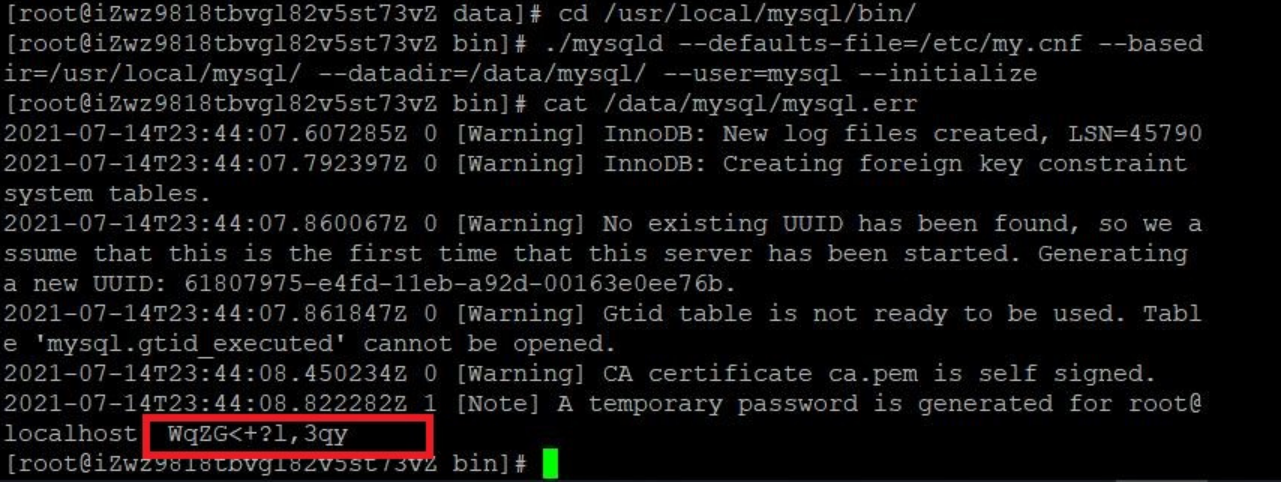 [root@iZwz9818tbvgl82v5st73vZ data]# cd /usr/local/mysql/bin/
[root@iZwz9818tbvgl82v5st73vZ bin]# ./mysqld --defaults-file=/etc/my.cnf --based
ir=/usr/local/mysql/ --datadir=/data/mysql/ --user=mysql --initialize
[root@iZwz9818tbvgl82v5st73vZ bin]# cat /data/mysql/mysql.err
2021-07-14T23:44:07.607285Z 0 [Warning] InnoDB: New log files created, LSN=45790
2021-07-14T23:44:07.792397Z 0 [Warning] InnoDB: Creating foreign key constraint
system tables.
2021-07-14T23:44:07.860067Z 0 [Warning] No existing UUID has been found, so we a
ssume that this is the first time that this server has been started. Generating
a new UUID: 61807975-e4fd-11eb-a92d-00163e0ee76b.
2021-07-14T23:44:07.861847Z 0 [Warning] Gtid table is not ready to be used. Tabl
e 'mysql.gtid_executed' cannot be opened.
2021-07-14T23:44:08.450234Z 0 [Warning] CA certificate ca.pem is self signed.
2021-07-14T23:44:08.822282Z 1 [Note] A temporary password is generated for root@
localhost WqZG<+?l,3qy
[root@iZwz9818tbvgl82v5st73vZ bin]#